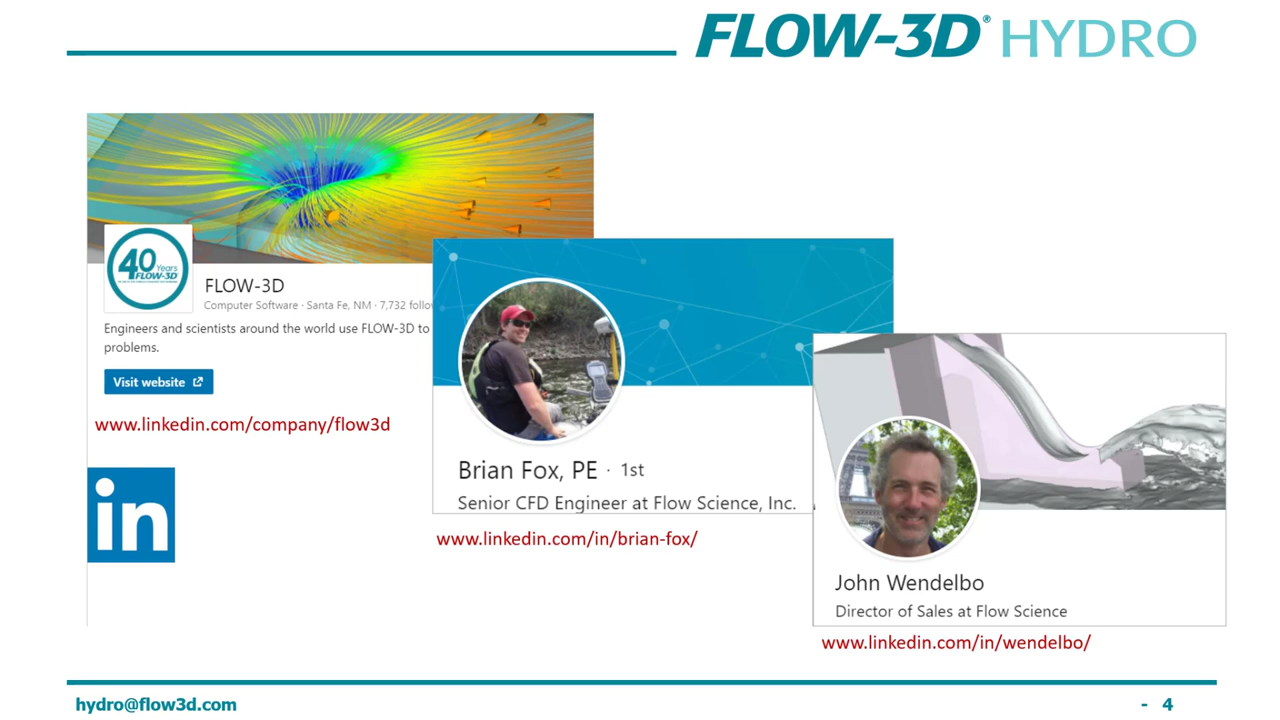 FLOW-3D® HYDRO
40 Years
FLOW-3D
FLOW-3D
Computer Software · Santa Fe, NM · 7,732 follo
Engineers and scientists around the world use FLOW-3D to
problems.
Visit website
www.linkedin.com/company/flow3d
in
Brian Fox, PE · 1st
Senior CFD Engineer at Flow Science, Inc.
www.linkedin.com/in/brian-fox/
John Wendelbo
Director of Sales at Flow Science
www.linkedin.com/in/wendelbo/
hydro@flow3d.com
- 4